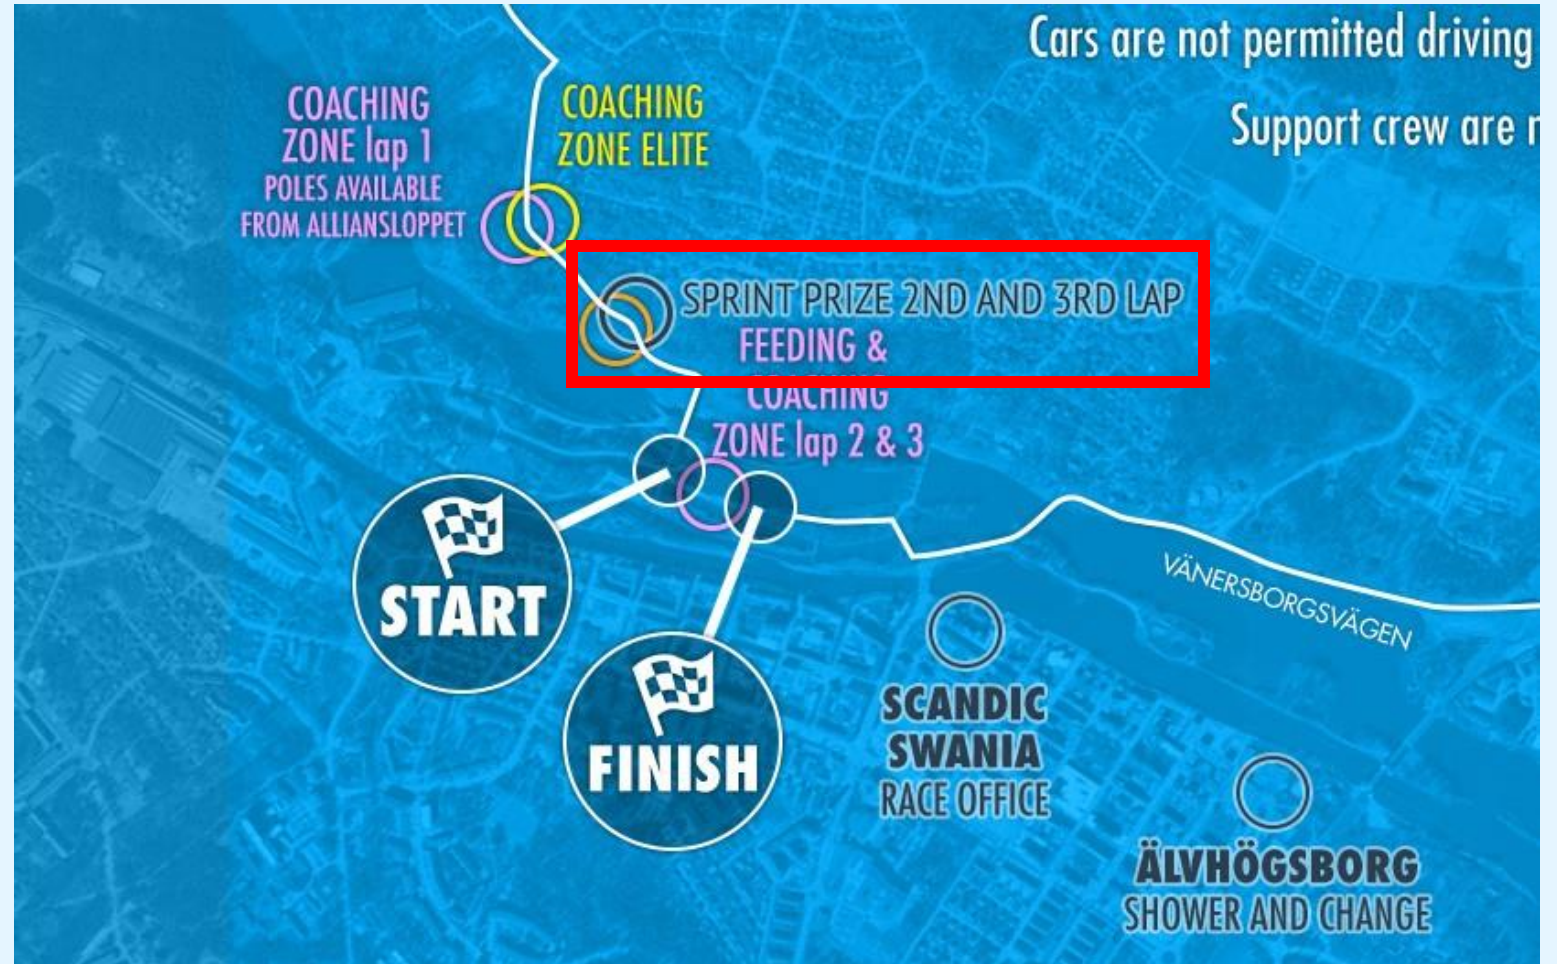 Cars are not permitted driving
Support crew are
COACHING
ZONE lap 1
POLES AVAILABLE
FROM ALLIANSLOPPET
COACHING
ZONE ELITE
SPRINT PRIZE 2ND AND 3RD LAP
FEEDING &
COACHING
ZONE lap 2 & 3
START
FINISH
VÄNERSBORGSVÄGEN
SCANDIC
SWANIA
RACE OFFICE
ÄLVHÖGSBORG
SHOWER AND CHANGE